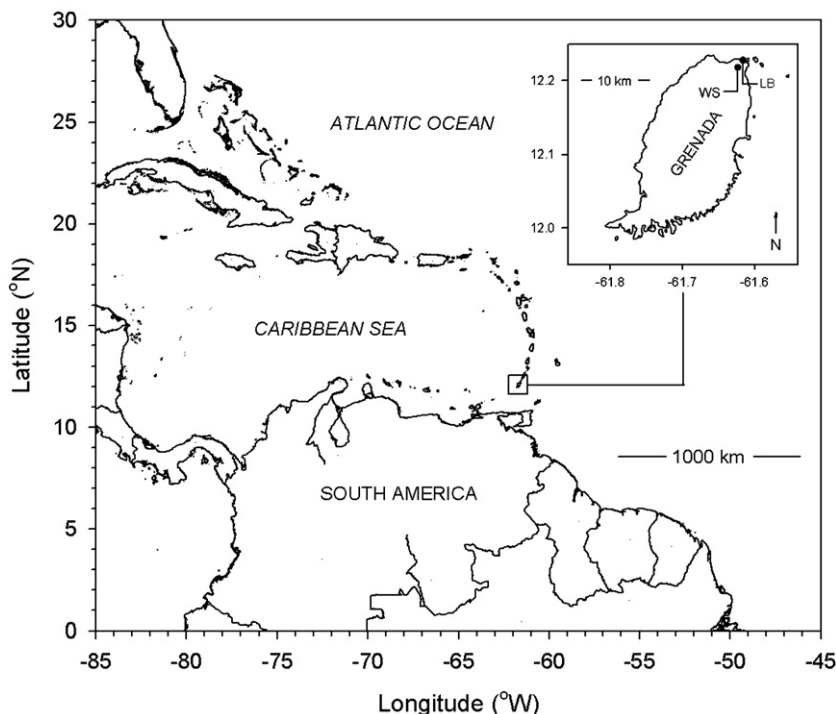 30
25
20
15
10
5
0
Latitude (°N)
-85 -80 -75 -70 -65 -60 -55 -50 -45
Longitude (°W)
ATLANTIC OCEAN
CARIBBEAN SEA
SOUTH AMERICA
1000 km
12.2
12.1
12.0
-61.8 -61.7 -61.6
10 km
WS
LB
GRENADA
N